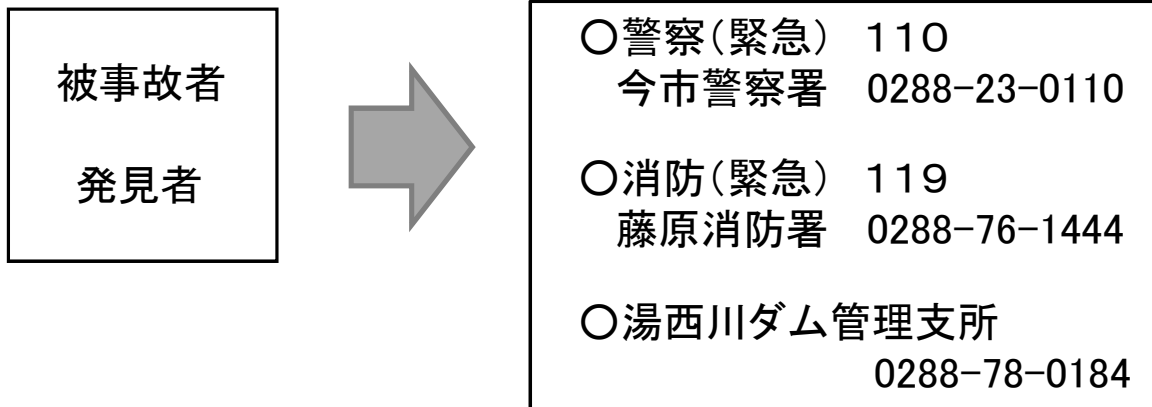 被事故者
発見者
○警察（緊急） １１０
今市警察署 0288-23-0110
○消防（緊急） １１９
藤原消防署 0288-76-1444
○湯西川ダム管理支所
0288-78-0184